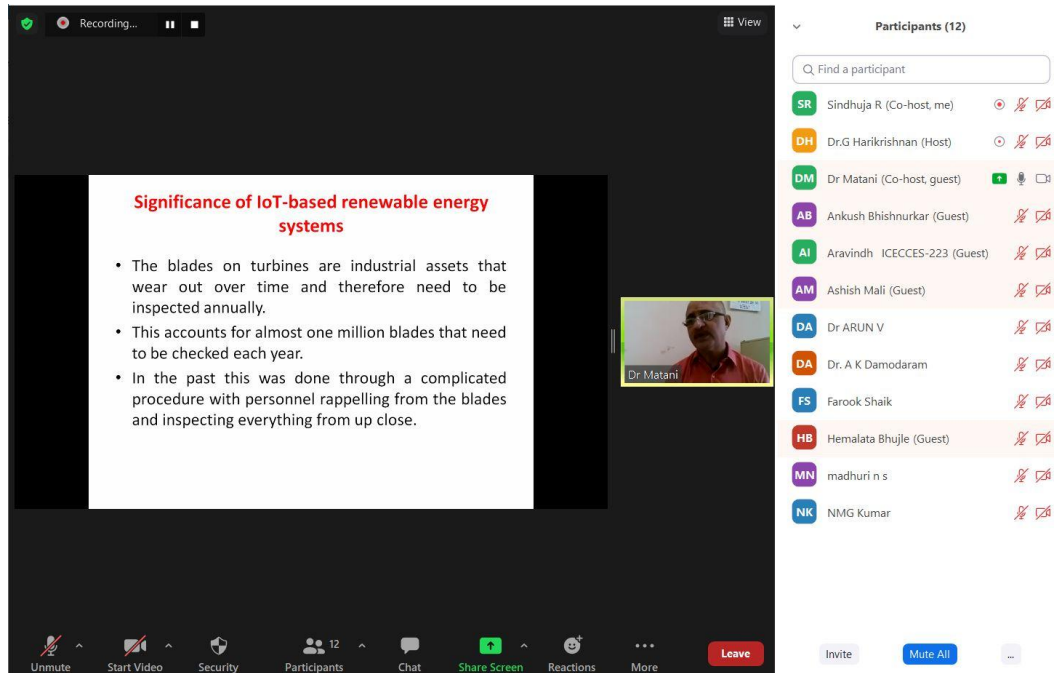 Recording...
View
Significance of IoT-based renewable energy
systems
• The blades on turbines are industrial assets that
wear out over time and therefore need to be
inspected annually.
• This accounts for almost one million blades that need
to be checked each year.
• In the past this was done through a complicated
procedure with personnel rappelling from the blades
and inspecting everything from up close.
Dr Matani
Unmute
Start Video
Security
12
Participants
Chat
Share Screen
Reactions
More
Leave
Participants (12)
Find a participant
SR Sindhuja R (Co-host, me)
DH Dr.G Harikrishnan (Host)
DM Dr Matani (Co-host, guest)
AB Ankush Bhishnurkar (Guest)
AI Aravindh ICECCES-223 (Guest)
AM Ashish Mali (Guest)
DA Dr ARUN V
DA Dr. A K Damodaram
FS Farook Shaik
HB Hemalata Bhujle (Guest)
MN madhuri n s
NK NMG Kumar
Invite
Mute All
...